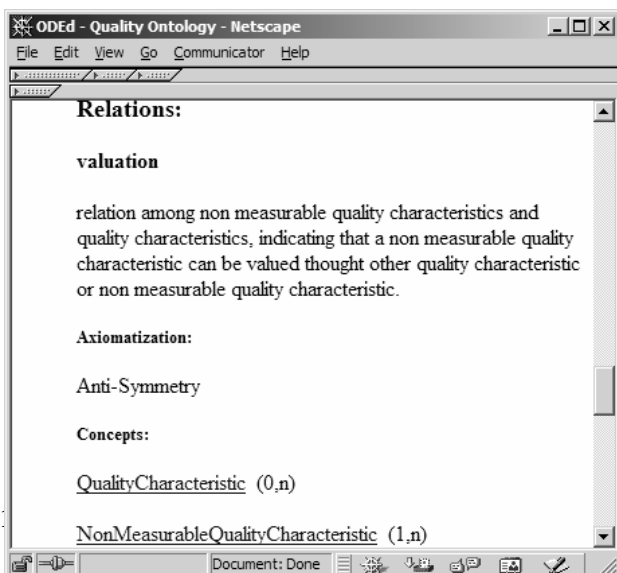 ODEd - Quality Ontology - Netscape
File Edit View Go Communicator Help
Relations:
valuation
relation among non measurable quality characteristics and
quality characteristics, indicating that a non measurable quality
characteristic can be valued thought other quality characteristic
or non measurable quality characteristic.
Axiomatization:
Anti-Symmetry
Concepts:
QualityCharacteristic (0,n)
NonMeasurableQualityCharacteristic (1,n)
Document: Done